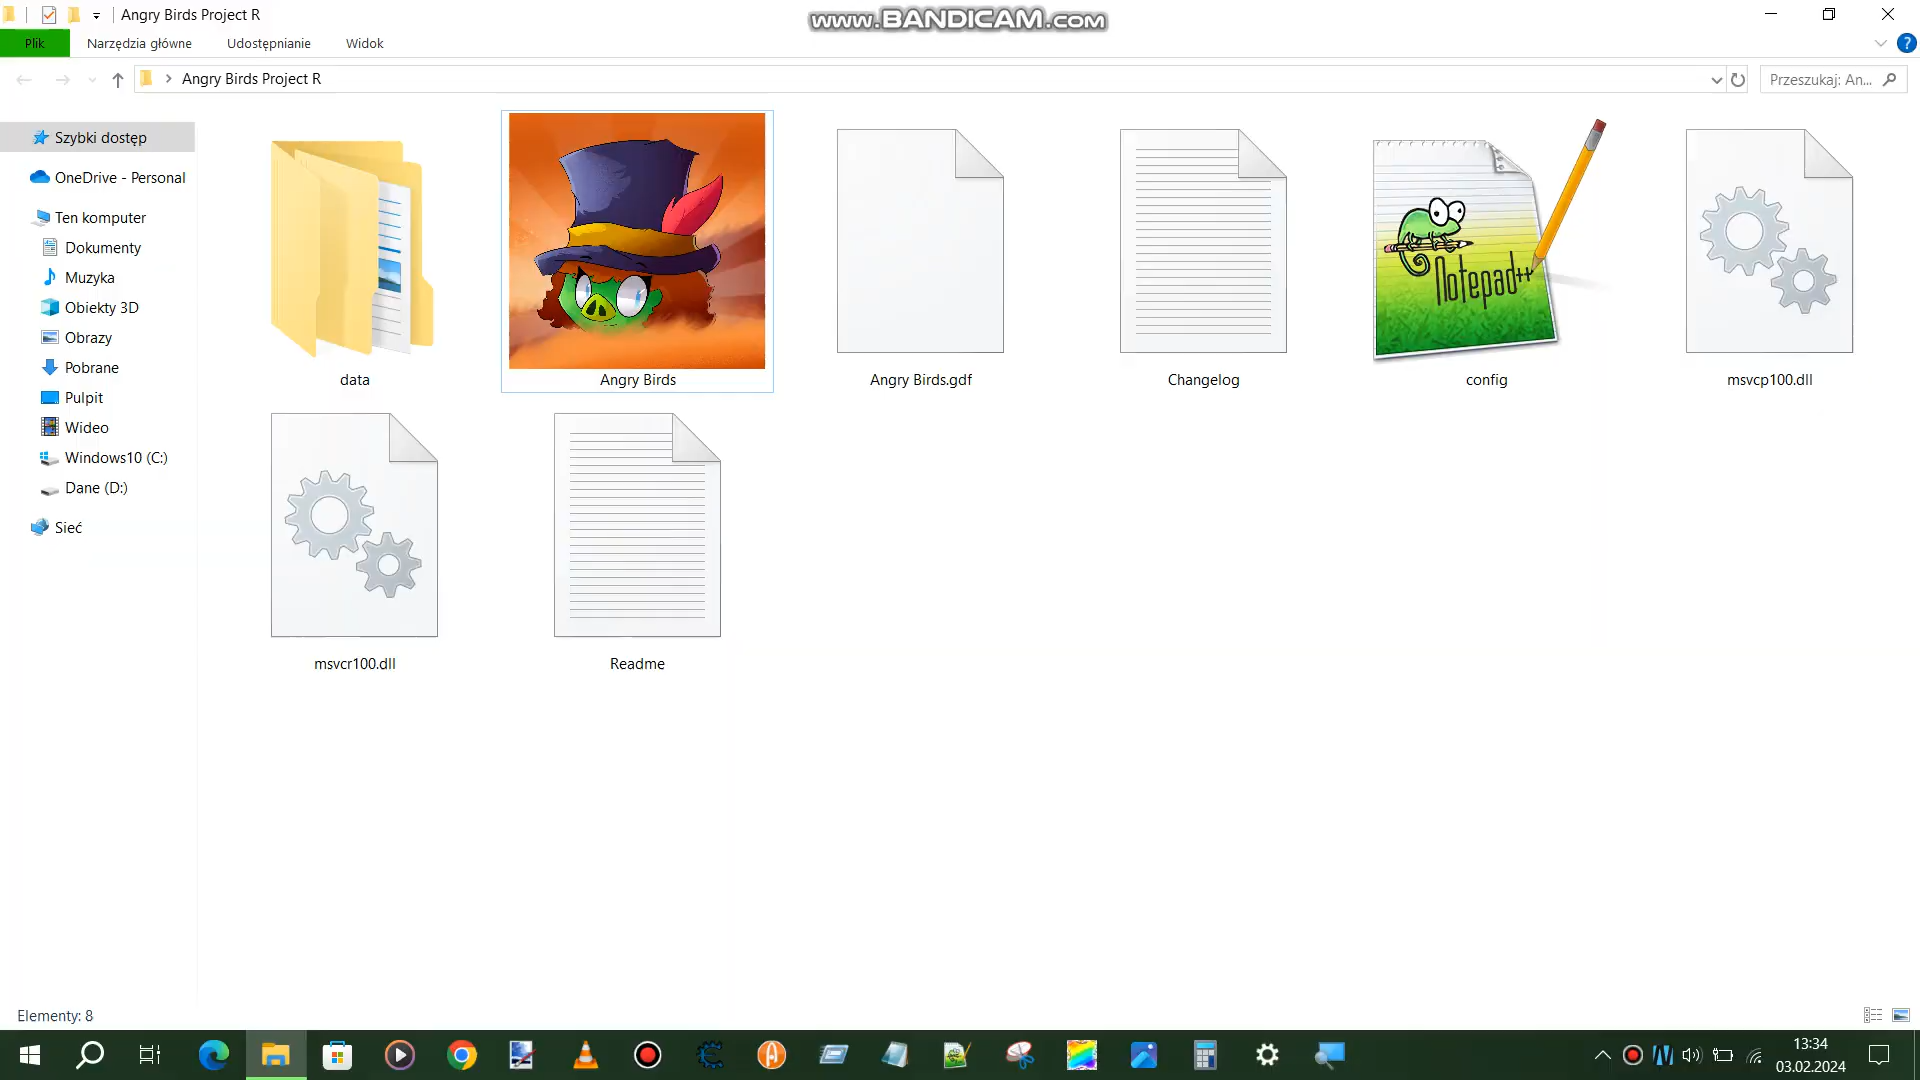 Angry Birds Project R
www.BANDICAM.com
Plik
Narzędzia główne
Udostępnianie
Widok
Angry Birds Project R
Przeszukaj: An...
Szybki dostęp
OneDrive - Personal
Ten komputer
Dokumenty
Muzyka
Obiekty 3D
Obrazy
Pobrane
Pulpit
Wideo
Windows10 (C:)
Dane (D:)
Sieć
Notepad++
data
Angry Birds
Angry Birds.gdf
Changelog
config
msvcp100.dll
msvcr100.dll
Readme
Elementy: 8
13:34
03.02.2024